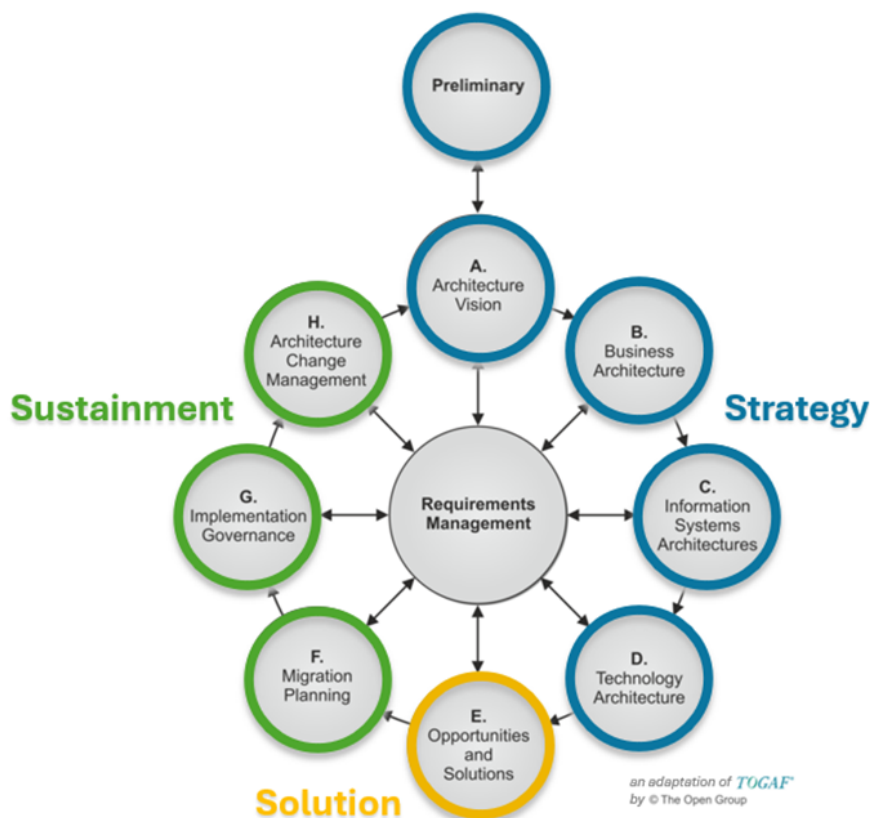 Preliminary
A.
Architecture
Vision
B.
Business
Architecture
C.
Information
Systems
Architectures
D.
Technology
Architecture
E.
Opportunities
and
Solutions
F.
Migration
Planning
G.
Implementation
Governance
H.
Architecture
Change
Management
Requirements
Management
Sustainment
Strategy
Solution
an adaptation of TOGAF®
by © The Open Group